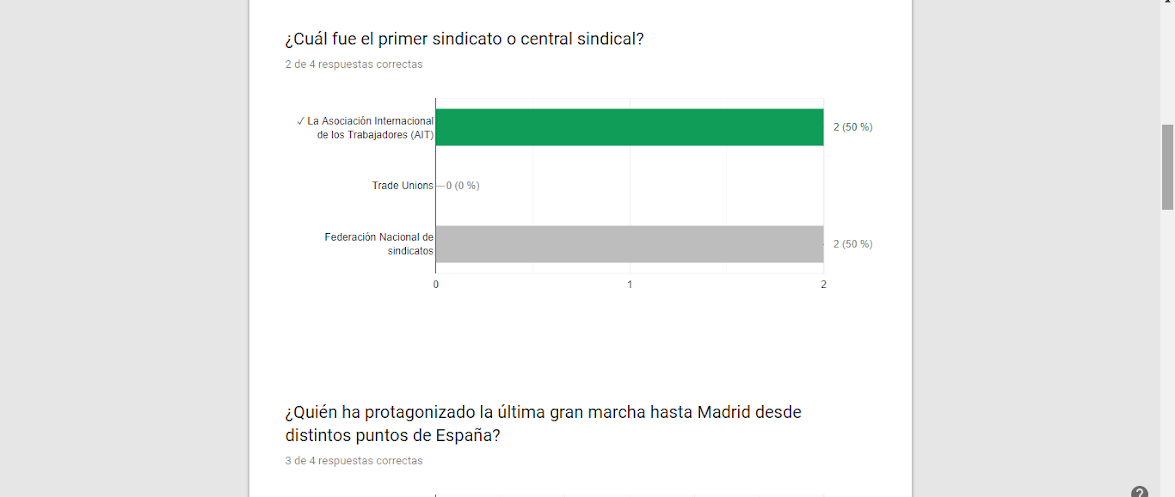 ¿Cuál fue el primer sindicato o central sindical?
2 de 4 respuestas correctas
✓ La Asociación Internacional
de los Trabajadores (AIT)
2 (50 %)
Trade Unions
0 (0 %)
Federación Nacional de
sindicatos
2 (50 %)
0 1 2
¿Quién ha protagonizado la última gran marcha hasta Madrid desde
distintos puntos de España?
3 de 4 respuestas correctas
?